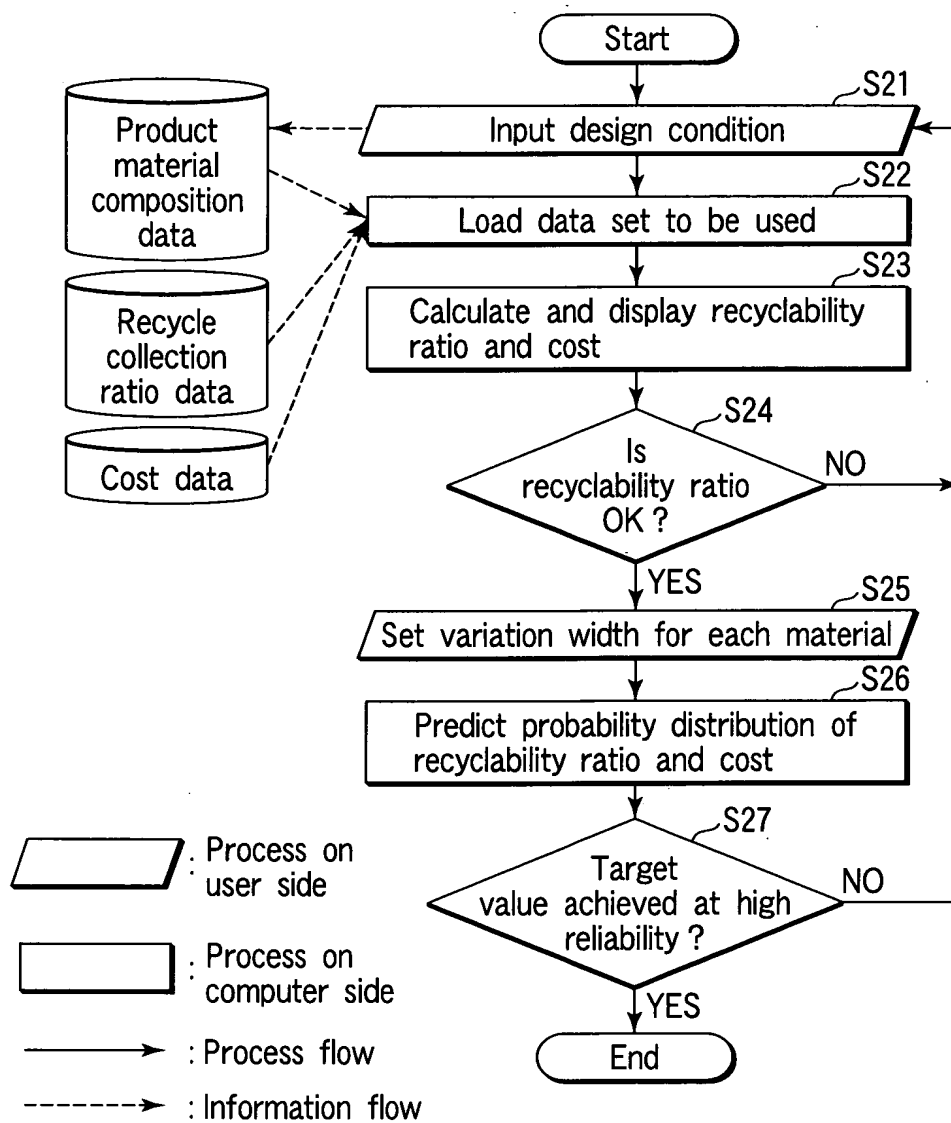 Start
S21
Input design condition
Product
material
composition
data
S22
Load data set to be used
S23
Calculate and display recyclability
ratio and cost
Recycle
collection
ratio data
Cost data
S24
Is
recyclability ratio
OK ?
NO
YES
S25
Set variation width for each material
S26
Predict probability distribution of
recyclability ratio and cost
S27
Target
value achieved at high
reliability ?
NO
YES
End
: Process on
user side
: Process on
computer side
: Process flow
: Information flow